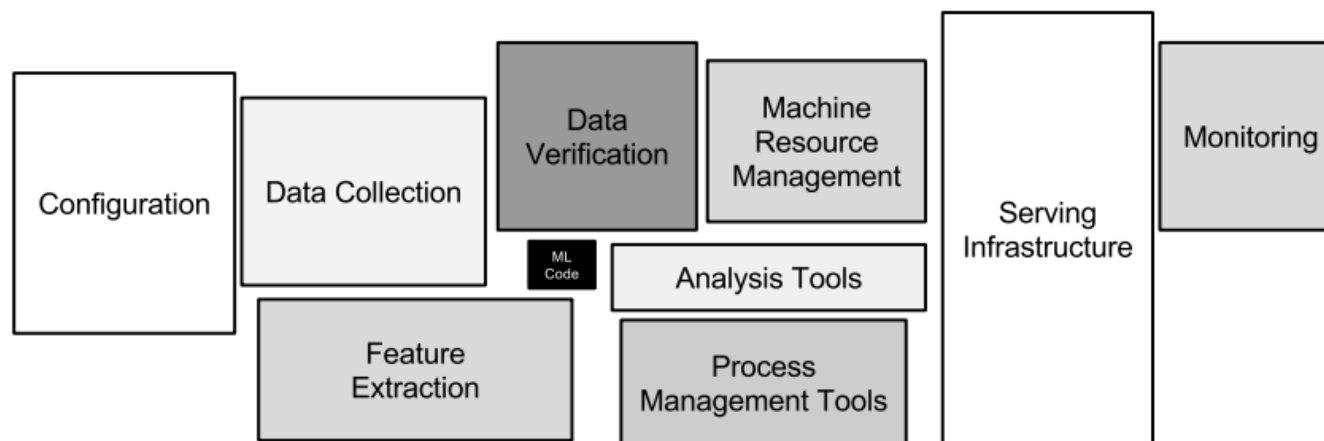 Configuration
Data Collection
Data
Verification
Machine
Resource
Management
Monitoring
Serving
Infrastructure
ML
Code
Analysis Tools
Feature
Extraction
Process
Management Tools